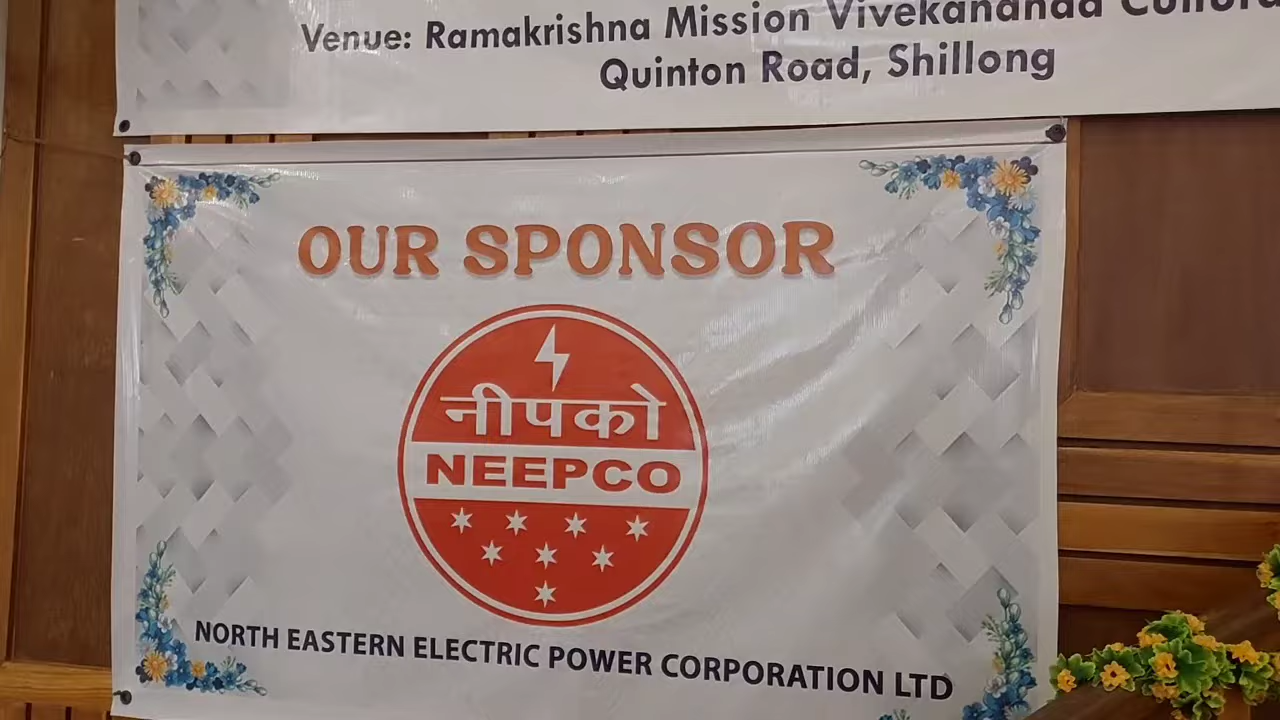 Venue: Ramakrishna Mission Vivekananda
Quinton Road, Shillong
OUR SPONSOR
नीपको
NEEPCO
NORTH EASTERN ELECTRIC POWER CORPORATION LTD